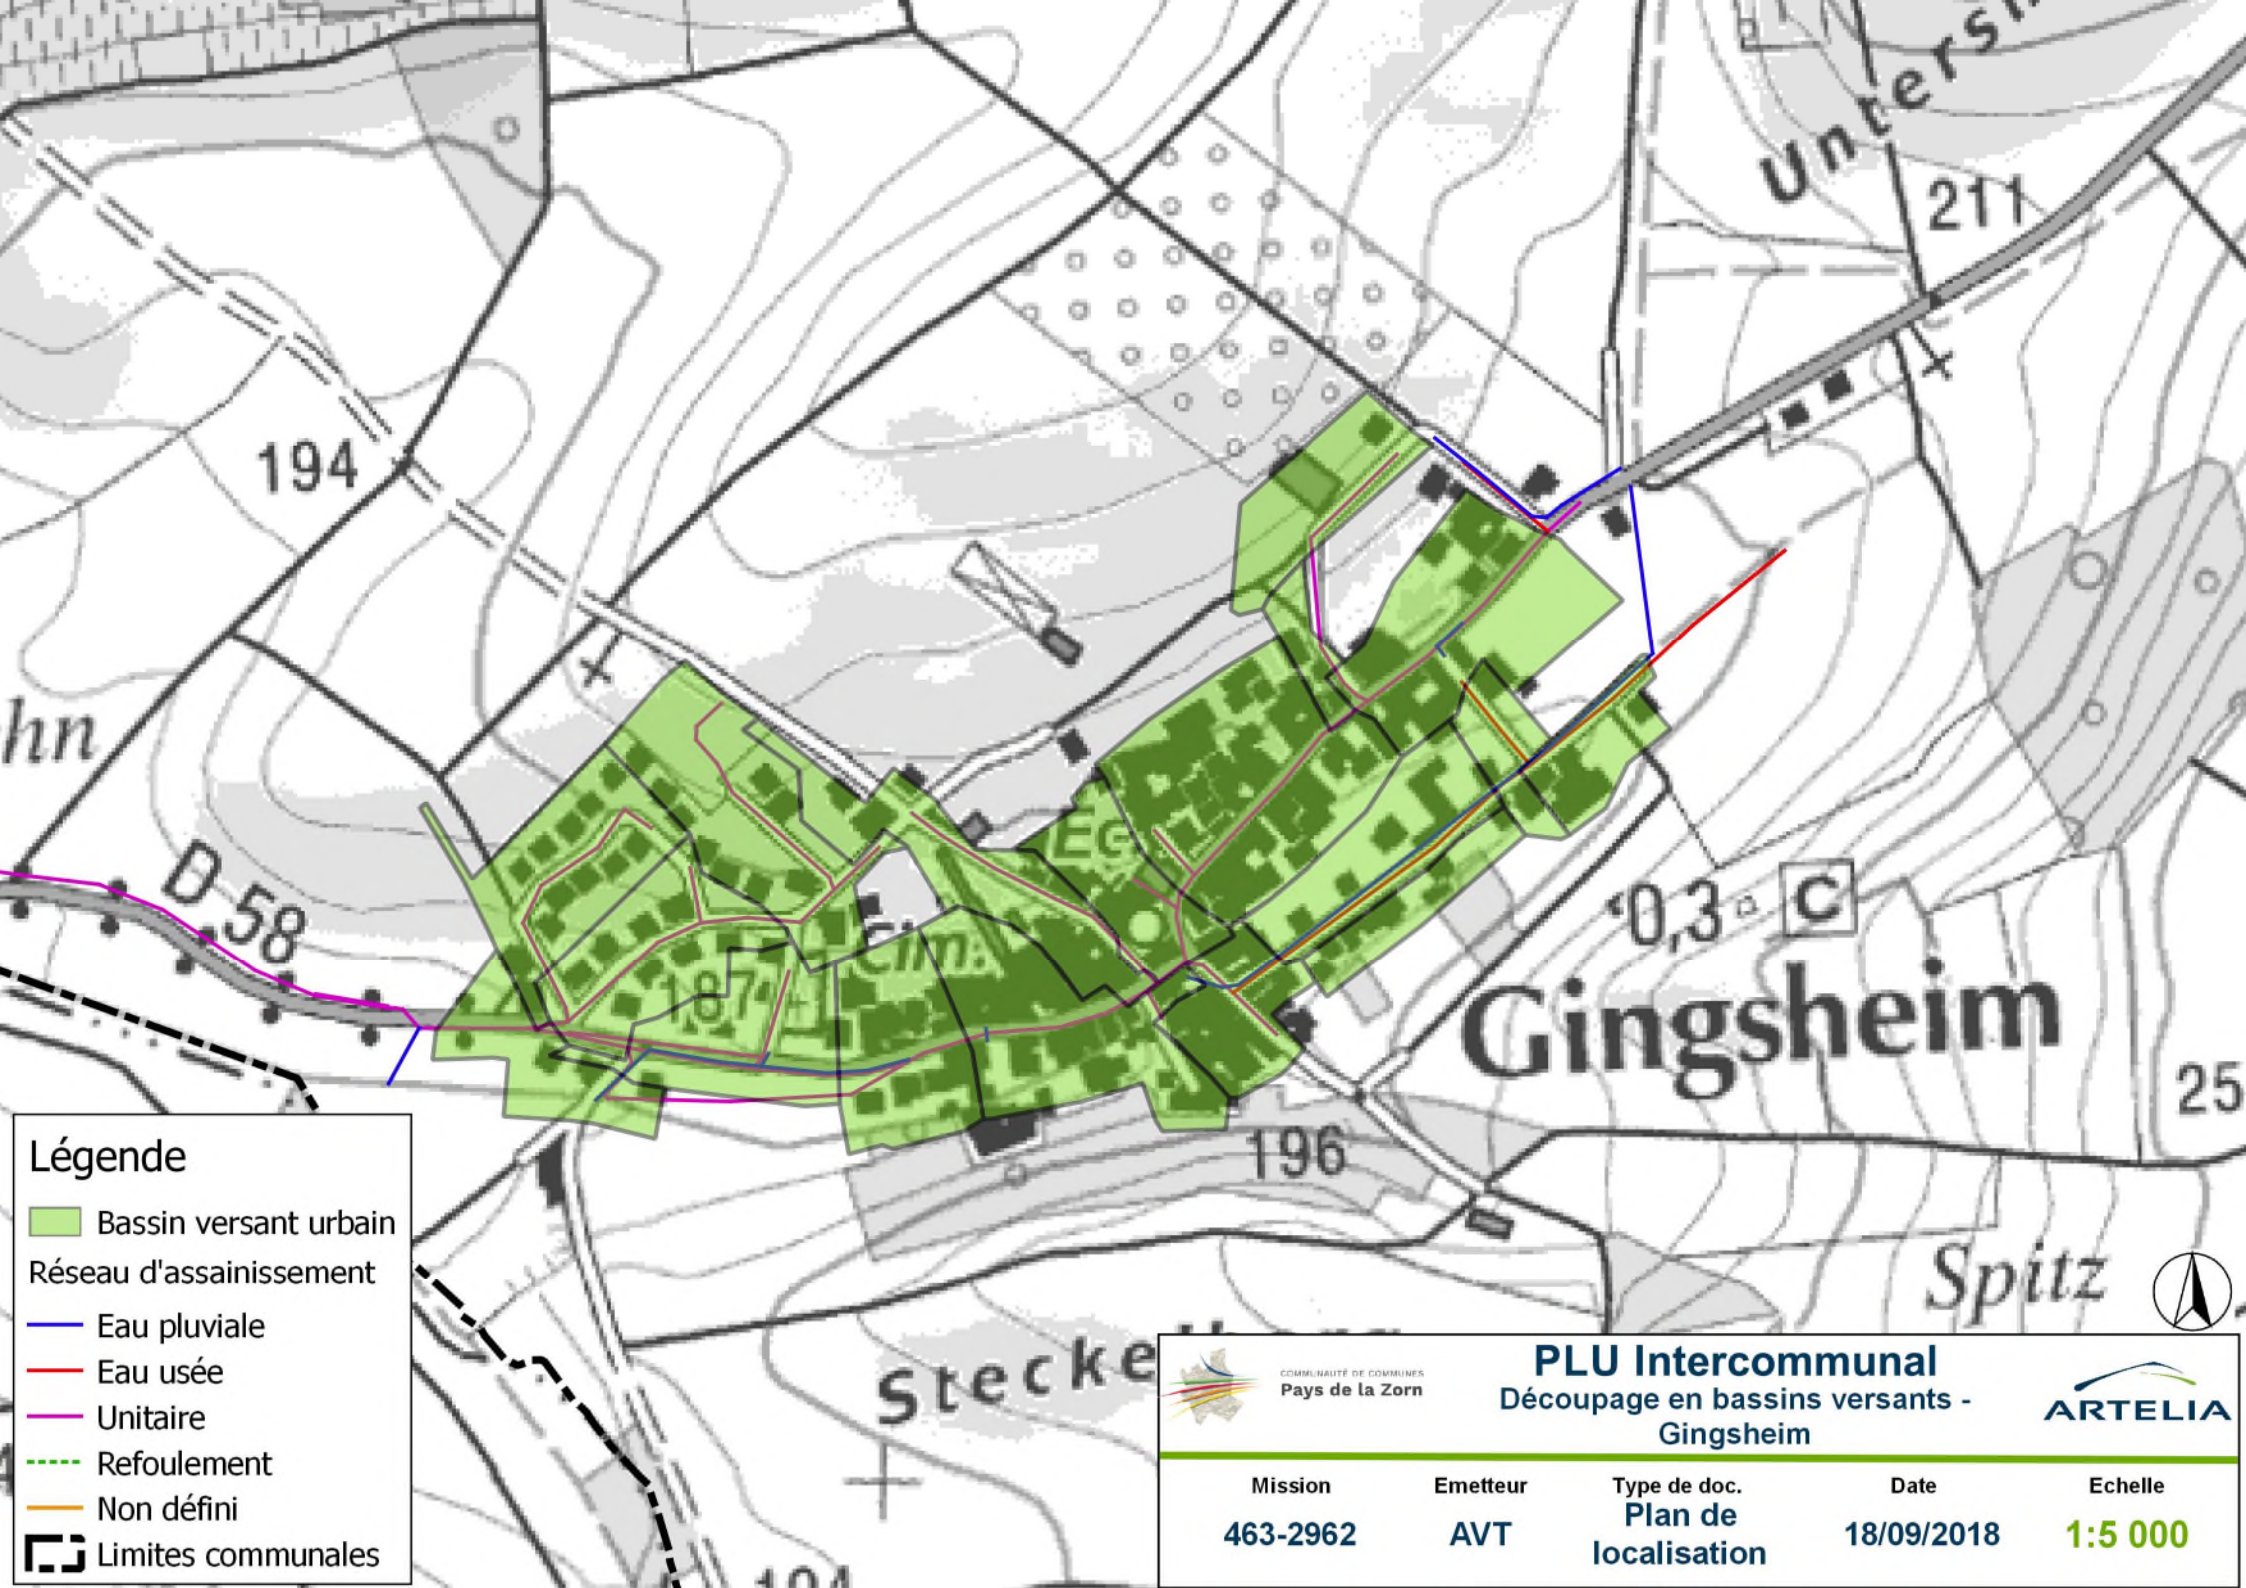 Unters
211
194
hn
D 58
Eg.
Cim.
187
0,3
C
Gingsheim
25
196
Spitz
Stecke
Légende
Bassin versant urbain
Réseau d'assainissement
Eau pluviale
Eau usée
Unitaire
Refoulement
Non défini
Limites communales
COMMUNAUTÉ DE COMMUNES
Pays de la Zorn
PLU Intercommunal
Découpage en bassins versants -
Gingsheim
ARTELIA
Mission
Emetteur
Type de doc.
Date
Echelle
463-2962
AVT
Plan de
localisation
18/09/2018
1:5 000